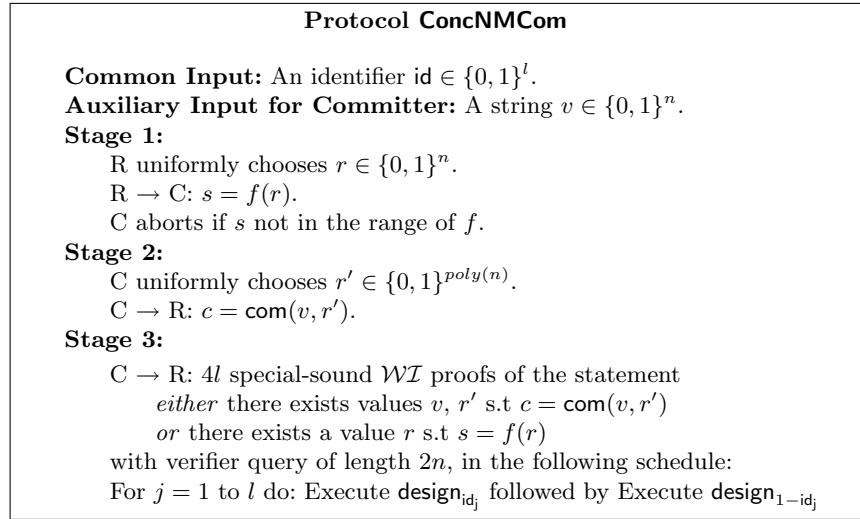 Protocol ConcNMCom
Common Input: An identifier id ∈ {0, 1}^l.
Auxiliary Input for Committer: A string v ∈ {0, 1}^n.
Stage 1:
R uniformly chooses r ∈ {0, 1}^n.
R → C: s = f(r).
C aborts if s not in the range of f.
Stage 2:
C uniformly chooses r′ ∈ {0, 1}^{poly(n)}.
C → R: c = com(v, r′).
Stage 3:
C → R: 4l special-sound WI proofs of the statement
either there exists values v, r′ s.t c = com(v, r′)
or there exists a value r s.t s = f(r)
with verifier query of length 2n, in the following schedule:
For j = 1 to l do: Execute design_{id_j} followed by Execute design_{1−id_j}